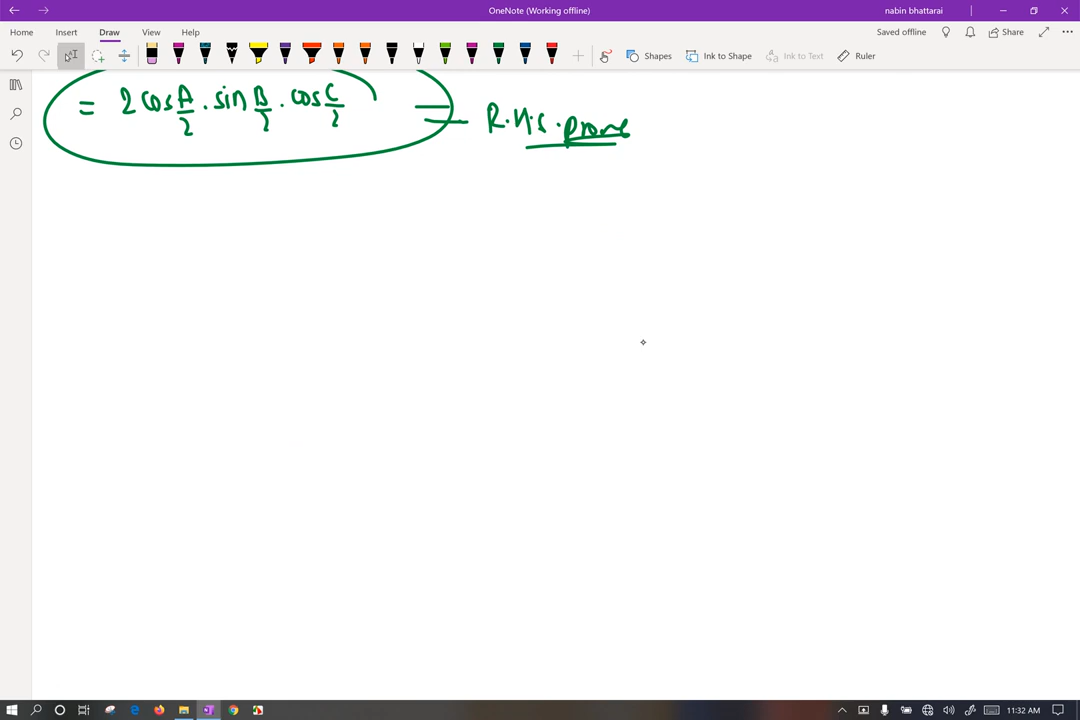 OneNote (Working offline)
nabin bhattarai
Home Insert Draw View Help
Saved offline Share
Shapes Ink to Shape Ink to Text Ruler
= 2 cos A/2 . sin B/2 . cos C/2
R.H.S. prove
11:32 AM